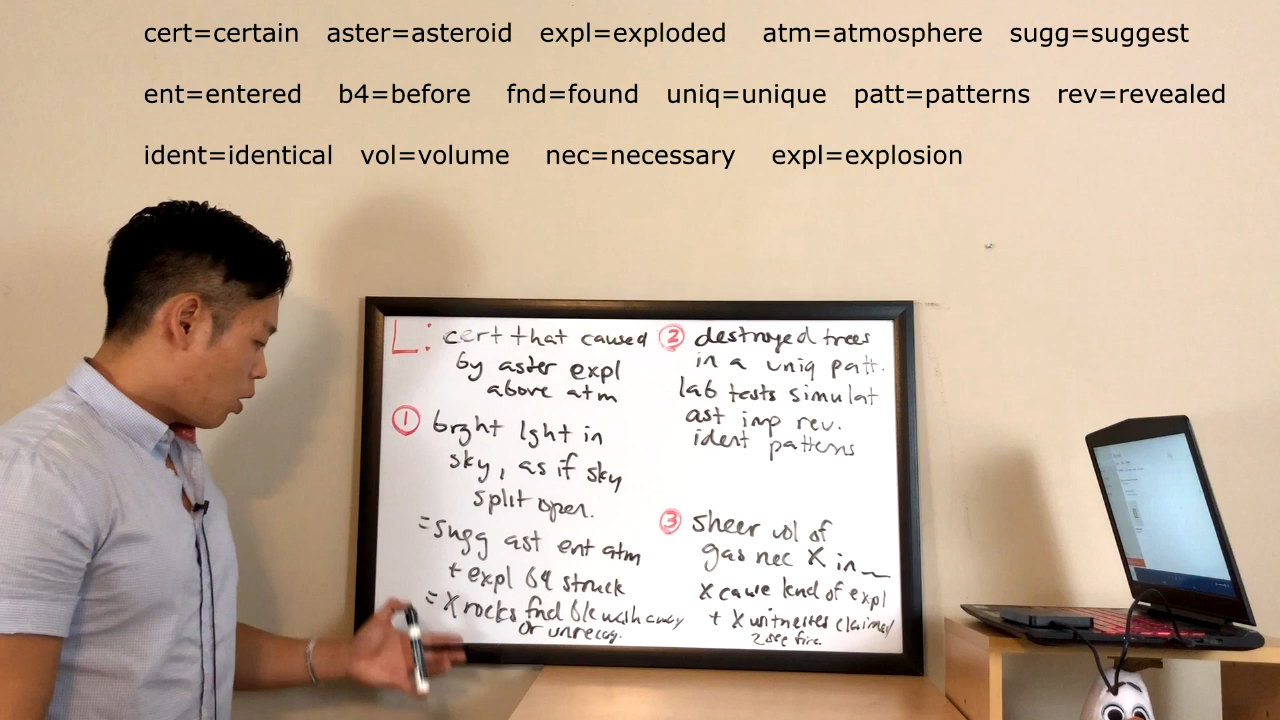 cert=certain aster=asteroid expl=exploded atm=atmosphere sugg=suggest
ent=entered b4=before fnd=found uniq=unique patt=patterns rev=revealed
ident=identical vol=volume nec=necessary expl=explosion
L: cert that caused
by aster expl
above atm
① brght lght in
sky, as if sky
split open.
=sugg ast ent atm
+ expl b4 struck
= X rocks fnd b/c wash away
or unrecog.
② destroyed trees
in a uniq patt.
lab tests simulat
ast imp rev.
ident patterns
③ sheer vol of
gas nec X in __
X cause kind of expl
+ X witnesses claimed
2 see fire